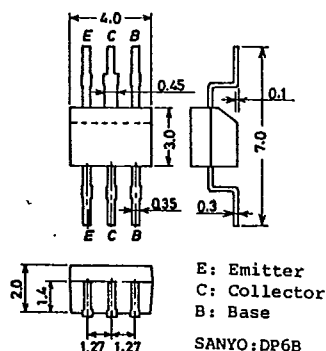 4.0
E C B
0.45
0.1
3.0
7.0
0.35
0.3
E C B
2.0
1.4
1.27 1.27
E: Emitter
C: Collector
B: Base
SANYO:DP6B